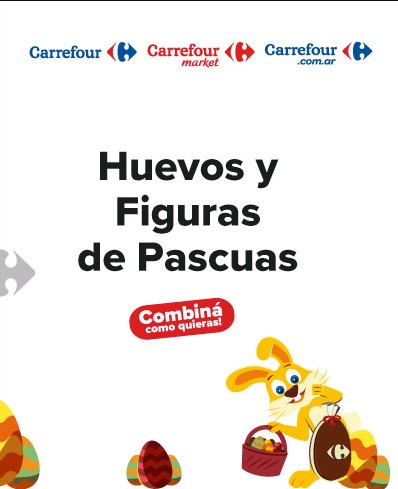 Carrefour Carrefour market Carrefour .com.ar
Huevos y
Figuras
de Pascuas
Combiná
como quieras!